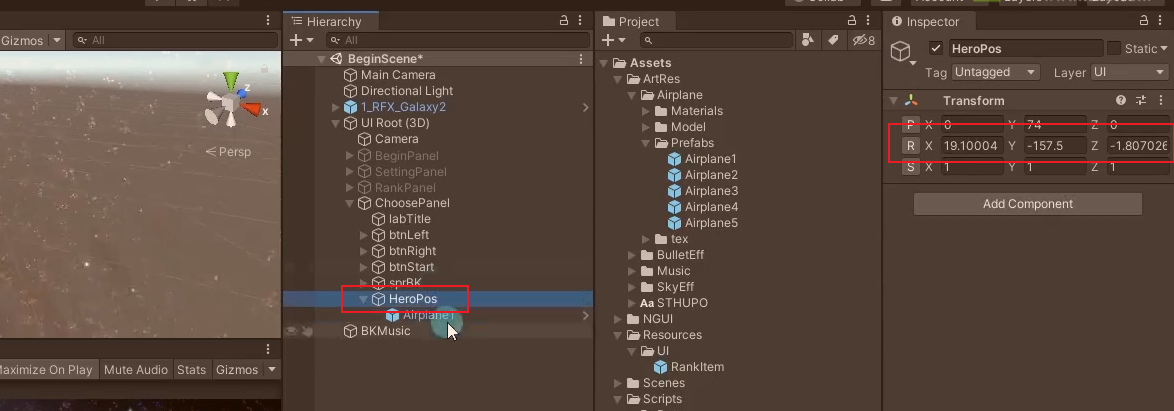 Gizmos
All
Persp
Maximize On Play Mute Audio Stats Gizmos
Hierarchy
All
BeginScene*
Main Camera
Directional Light
1_RFX_Galaxy2
UI Root (3D)
Camera
BeginPanel
SettingPanel
RankPanel
ChoosePanel
labTitle
btnLeft
btnRight
btnStart
sprBK
HeroPos
Airplane1
BKMusic
Project
8
Assets
ArtRes
Airplane
Materials
Model
Prefabs
Airplane1
Airplane2
Airplane3
Airplane4
Airplane5
tex
BulletEff
Music
SkyEff
Aa STHUPO
NGUI
Resources
UI
RankItem
Scenes
Scripts
Inspector
HeroPos Static
Tag Untagged Layer UI
Transform
P X 0 Y 74 Z 0
R X 19.10004 Y -157.5 Z -1.807026
S X 1 Y 1 Z 1
Add Component
z
x